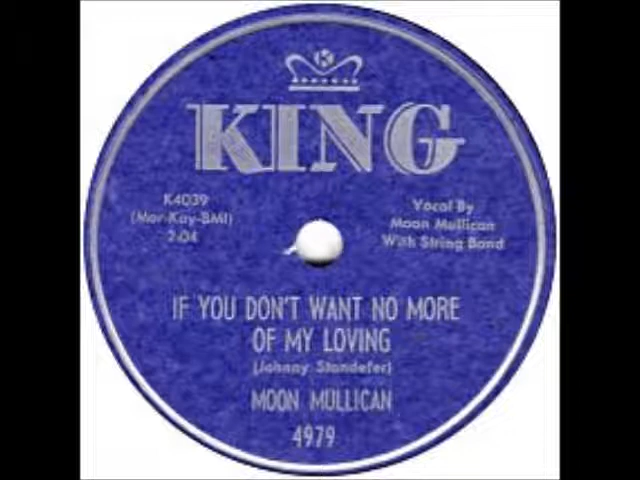 K
KING
K4039
(Mar-Kay-BMI)
2:04
Vocal By
Moon Mullican
With String Band
IF YOU DON'T WANT NO MORE
OF MY LOVING
(Johnny Standefer)
MOON MULLICAN
4979